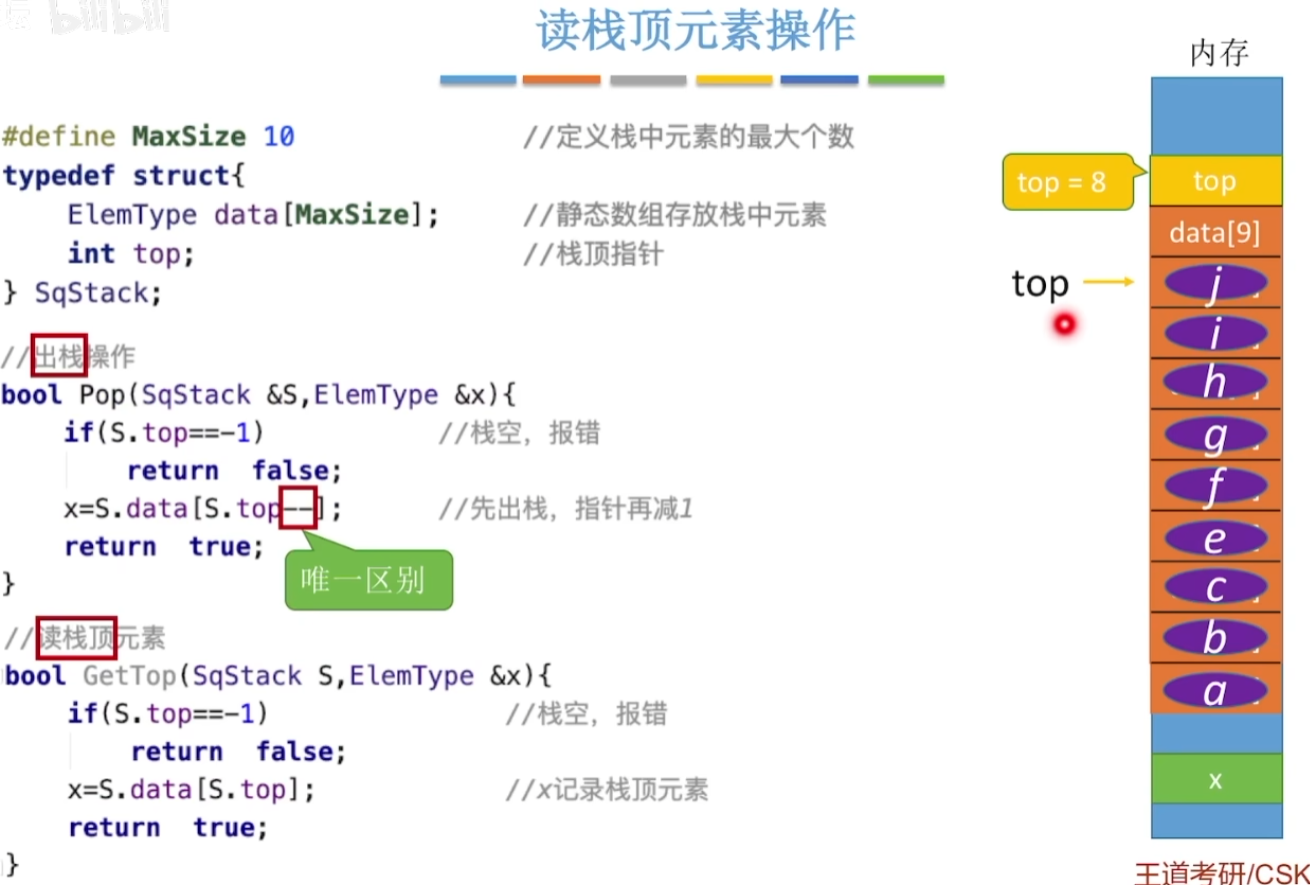 bilibili
读栈顶元素操作
#define MaxSize 10 //定义栈中元素的最大个数
typedef struct{
ElemType data[MaxSize]; //静态数组存放栈中元素
int top; //栈顶指针
} SqStack;
//出栈操作
bool Pop(SqStack &S,ElemType &x){
if(S.top==-1) //栈空，报错
return false;
x=S.data[S.top--]; //先出栈，指针再减1
return true;
唯一区别
}
//读栈顶元素
bool GetTop(SqStack S,ElemType &x){
if(S.top==-1) //栈空，报错
return false;
x=S.data[S.top]; //x记录栈顶元素
return true;
}
内存
top = 8
top
data[9]
top
j
i
h
g
f
e
c
b
a
x
王道考研/CSK